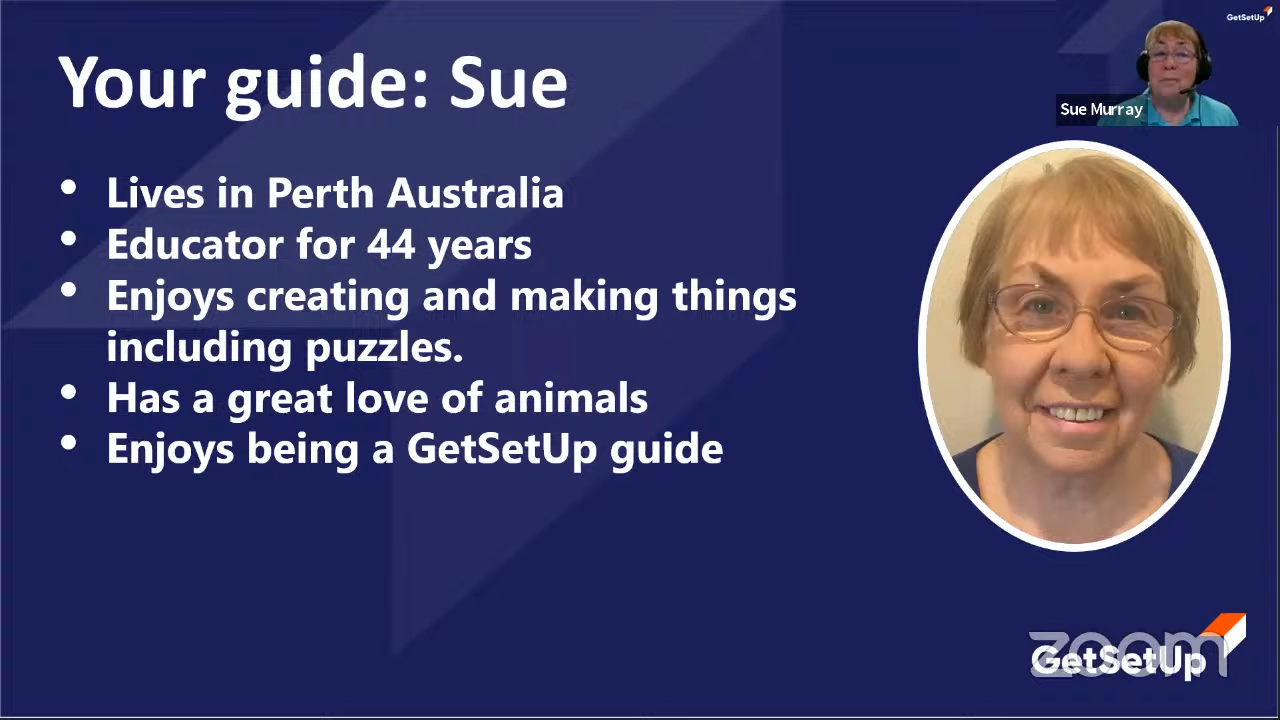 GetSetUp
Your guide: Sue
Sue Murray
• Lives in Perth Australia
• Educator for 44 years
• Enjoys creating and making things
including puzzles.
• Has a great love of animals
• Enjoys being a GetSetUp guide
zoom
GetSetUp